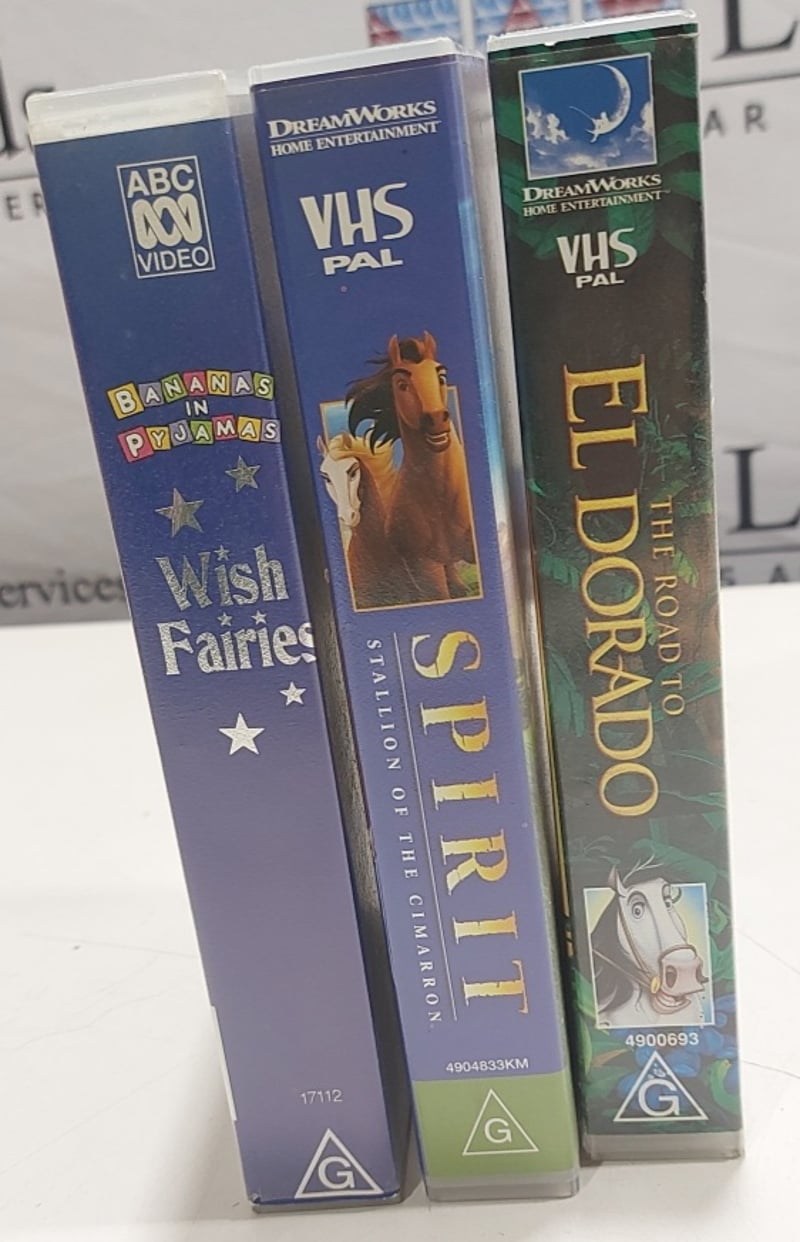 ABC
VIDEO
BANANAS
IN
PYJAMAS
Wish
Fairies
17112
G
DREAMWORKS
HOME ENTERTAINMENT
VHS
PAL
SPIRIT
STALLION OF THE CIMARRON
4904833KM
G
DREAMWORKS
HOME ENTERTAINMENT
VHS
PAL
THE ROAD TO
EL DORADO
4900693
G